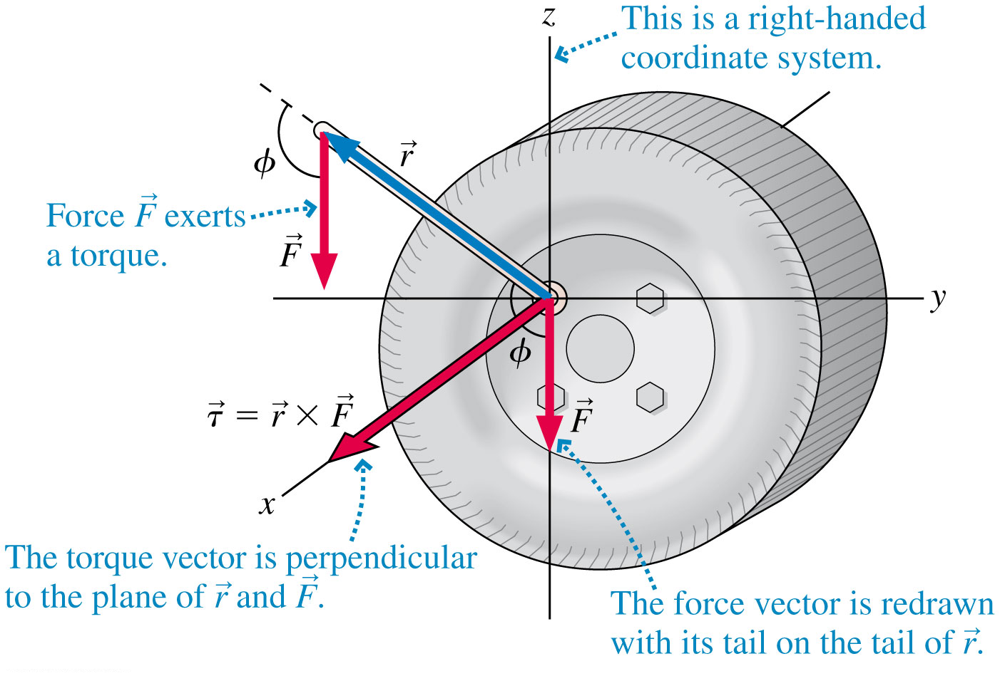 z
This is a right-handed
coordinate system.
r⃗
ϕ
Force F⃗ exerts
a torque.
F⃗
y
ϕ
τ⃗ = r⃗ × F⃗
F⃗
x
The torque vector is perpendicular
to the plane of r⃗ and F⃗.
The force vector is redrawn
with its tail on the tail of r⃗.